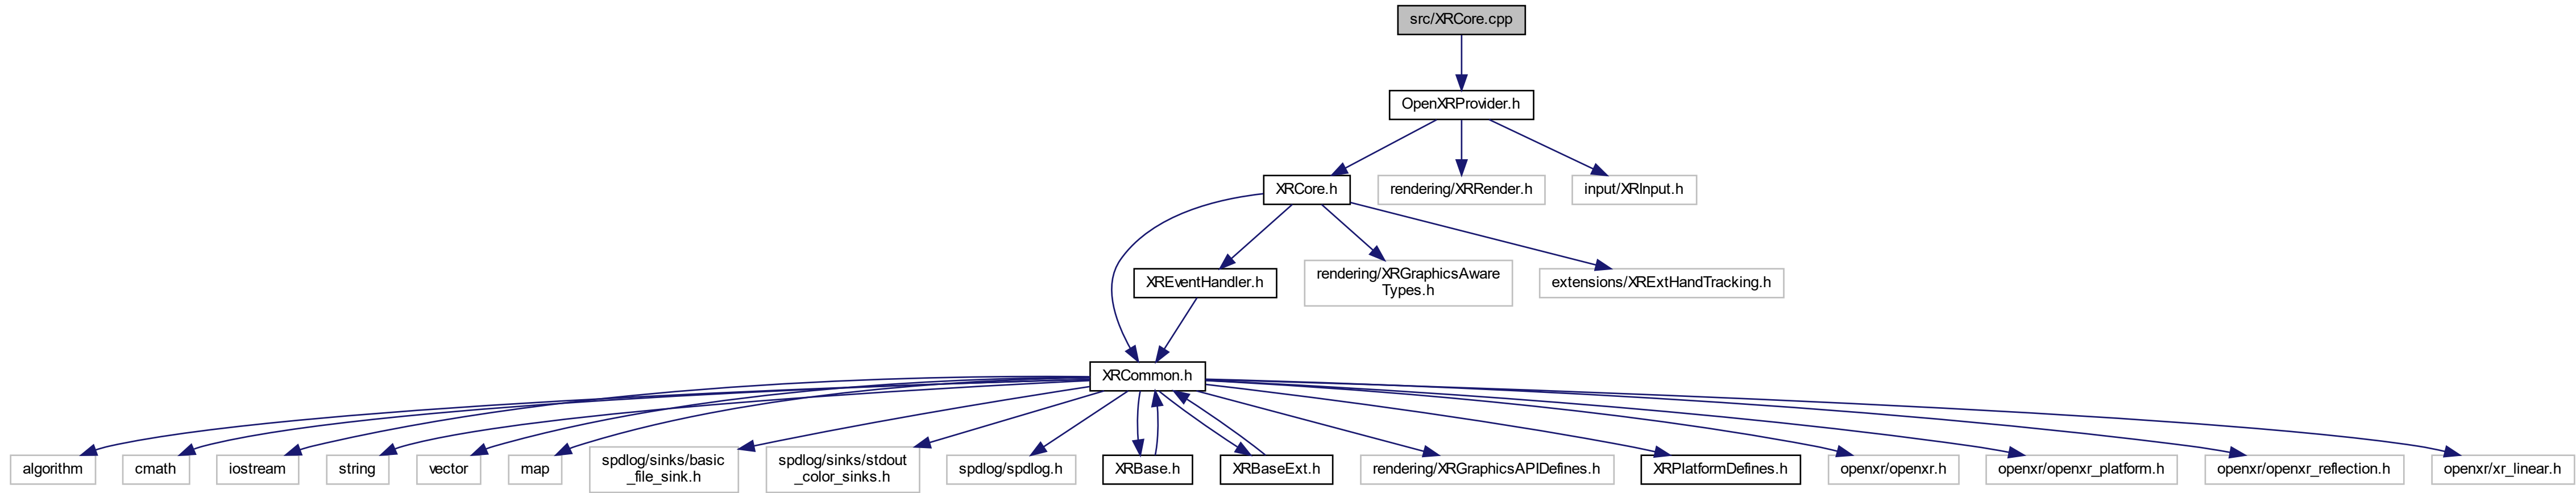 src/XRCore.cpp
OpenXRProvider.h
XRCore.h
rendering/XRRender.h
input/XRInput.h
XREventHandler.h
rendering/XRGraphicsAware
Types.h
extensions/XRExtHandTracking.h
XRCommon.h
algorithm
cmath
iostream
string
vector
map
spdlog/sinks/basic
_file_sink.h
spdlog/sinks/stdout
_color_sinks.h
spdlog/spdlog.h
XRBase.h
XRBaseExt.h
rendering/XRGraphicsAPIDefines.h
XRPlatformDefines.h
openxr/openxr.h
openxr/openxr_platform.h
openxr/openxr_reflection.h
openxr/xr_linear.h